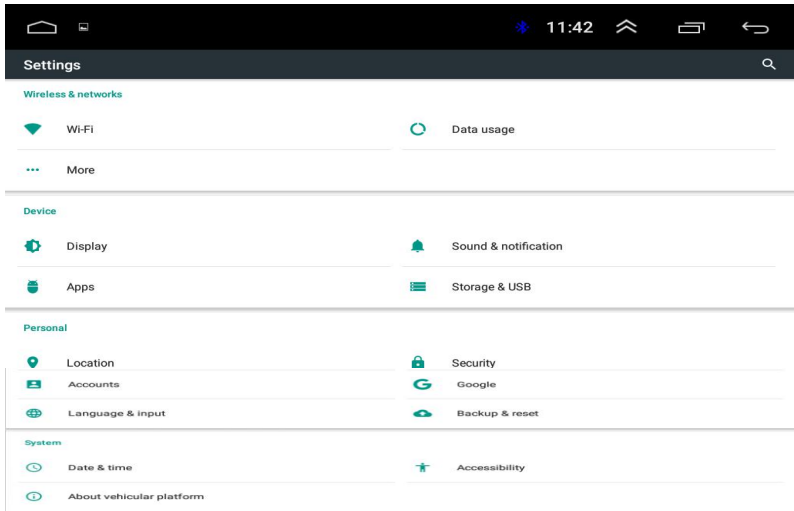 11:42
Settings
Wireless & networks
Wi-Fi Data usage
More
Device
Display Sound & notification
Apps Storage & USB
Personal
Location Security
Accounts Google
Language & input Backup & reset
System
Date & time Accessibility
About vehicular platform